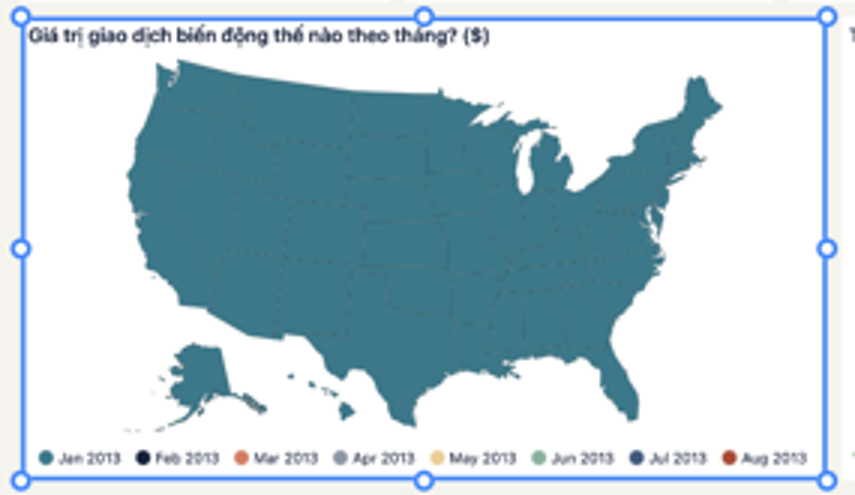 Giá trị giao dịch biến động thế nào theo tháng? ($)
Jan 2013 Feb 2013 Mar 2013 Apr 2013 May 2013 Jun 2013 Jul 2013 Aug 2013